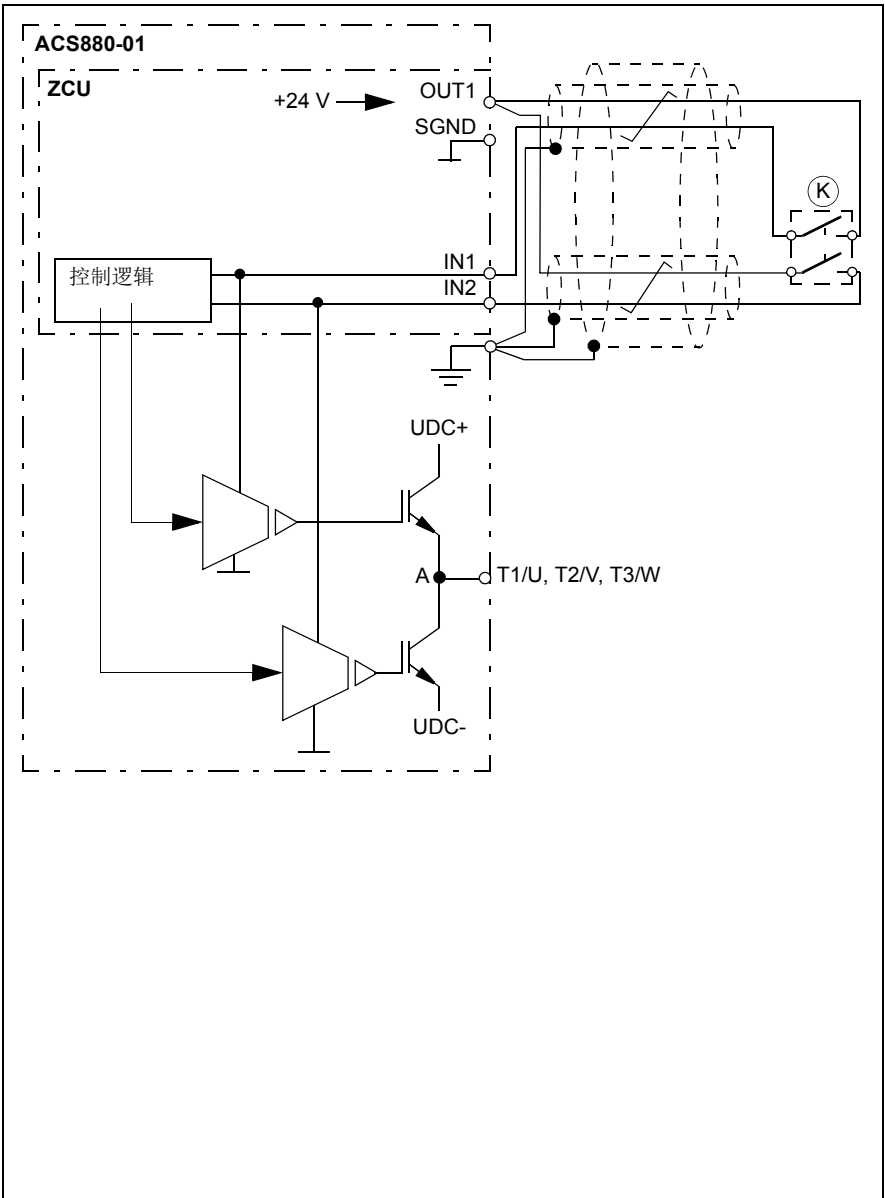 ACS880-01
ZCU
+24 V
OUT1
SGND
K
IN1
IN2
控制逻辑
UDC+
A
T1/U, T2/V, T3/W
UDC-